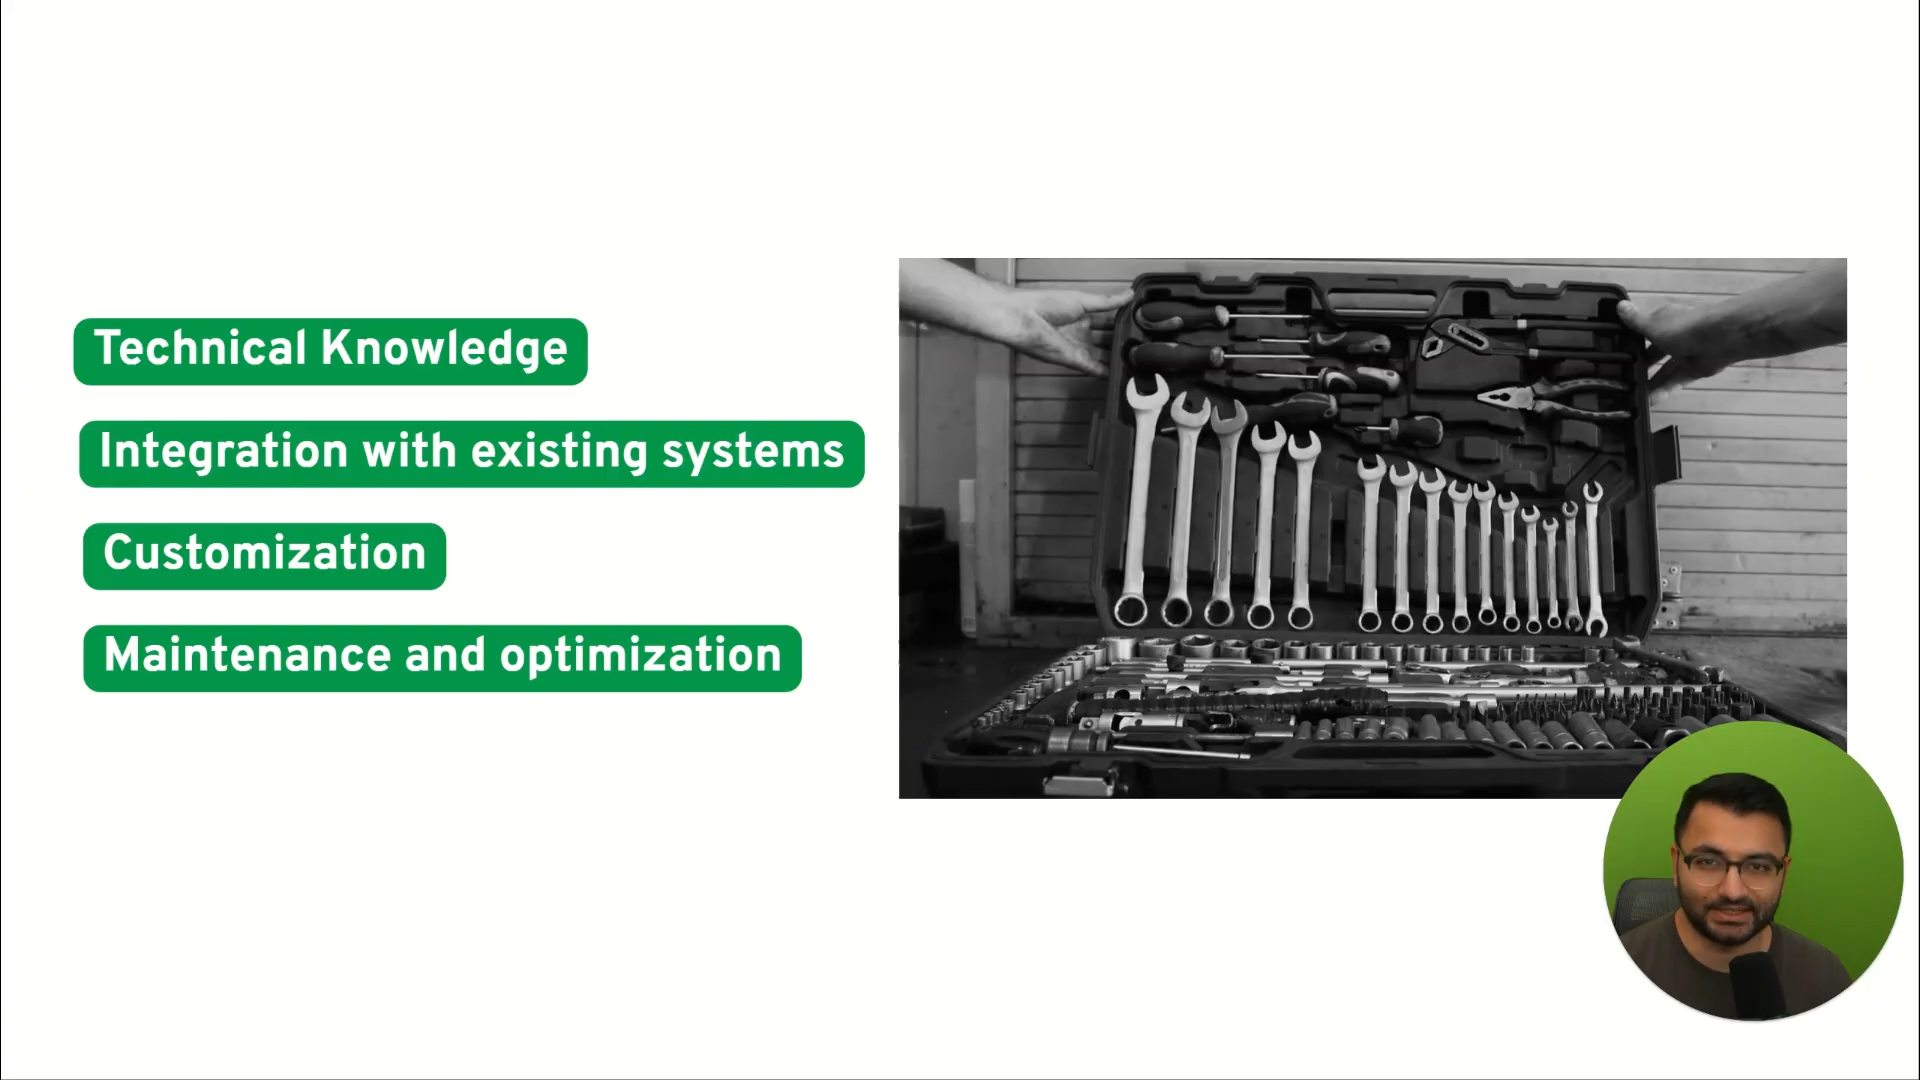 Technical Knowledge
Integration with existing systems
Customization
Maintenance and optimization